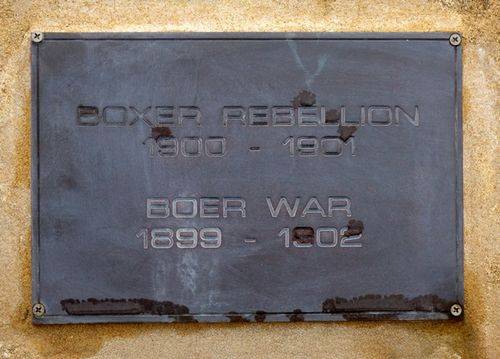 BOXER REBELLION
1900 - 1901
BOER WAR
1899 - 1902